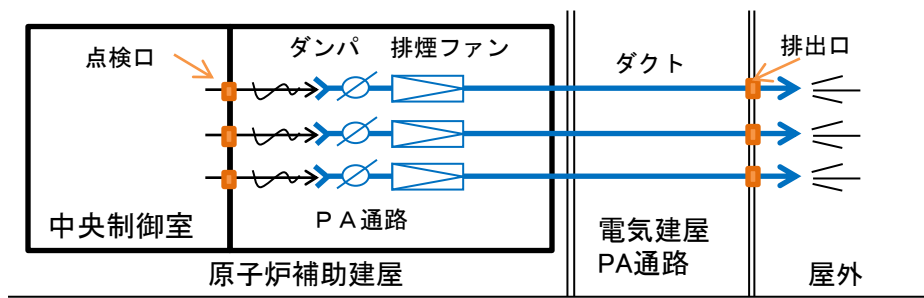 点検口
ダンパ
排煙ファン
ダクト
排出口
中央制御室
ＰＡ通路
電気建屋
PA通路
原子炉補助建屋
屋外